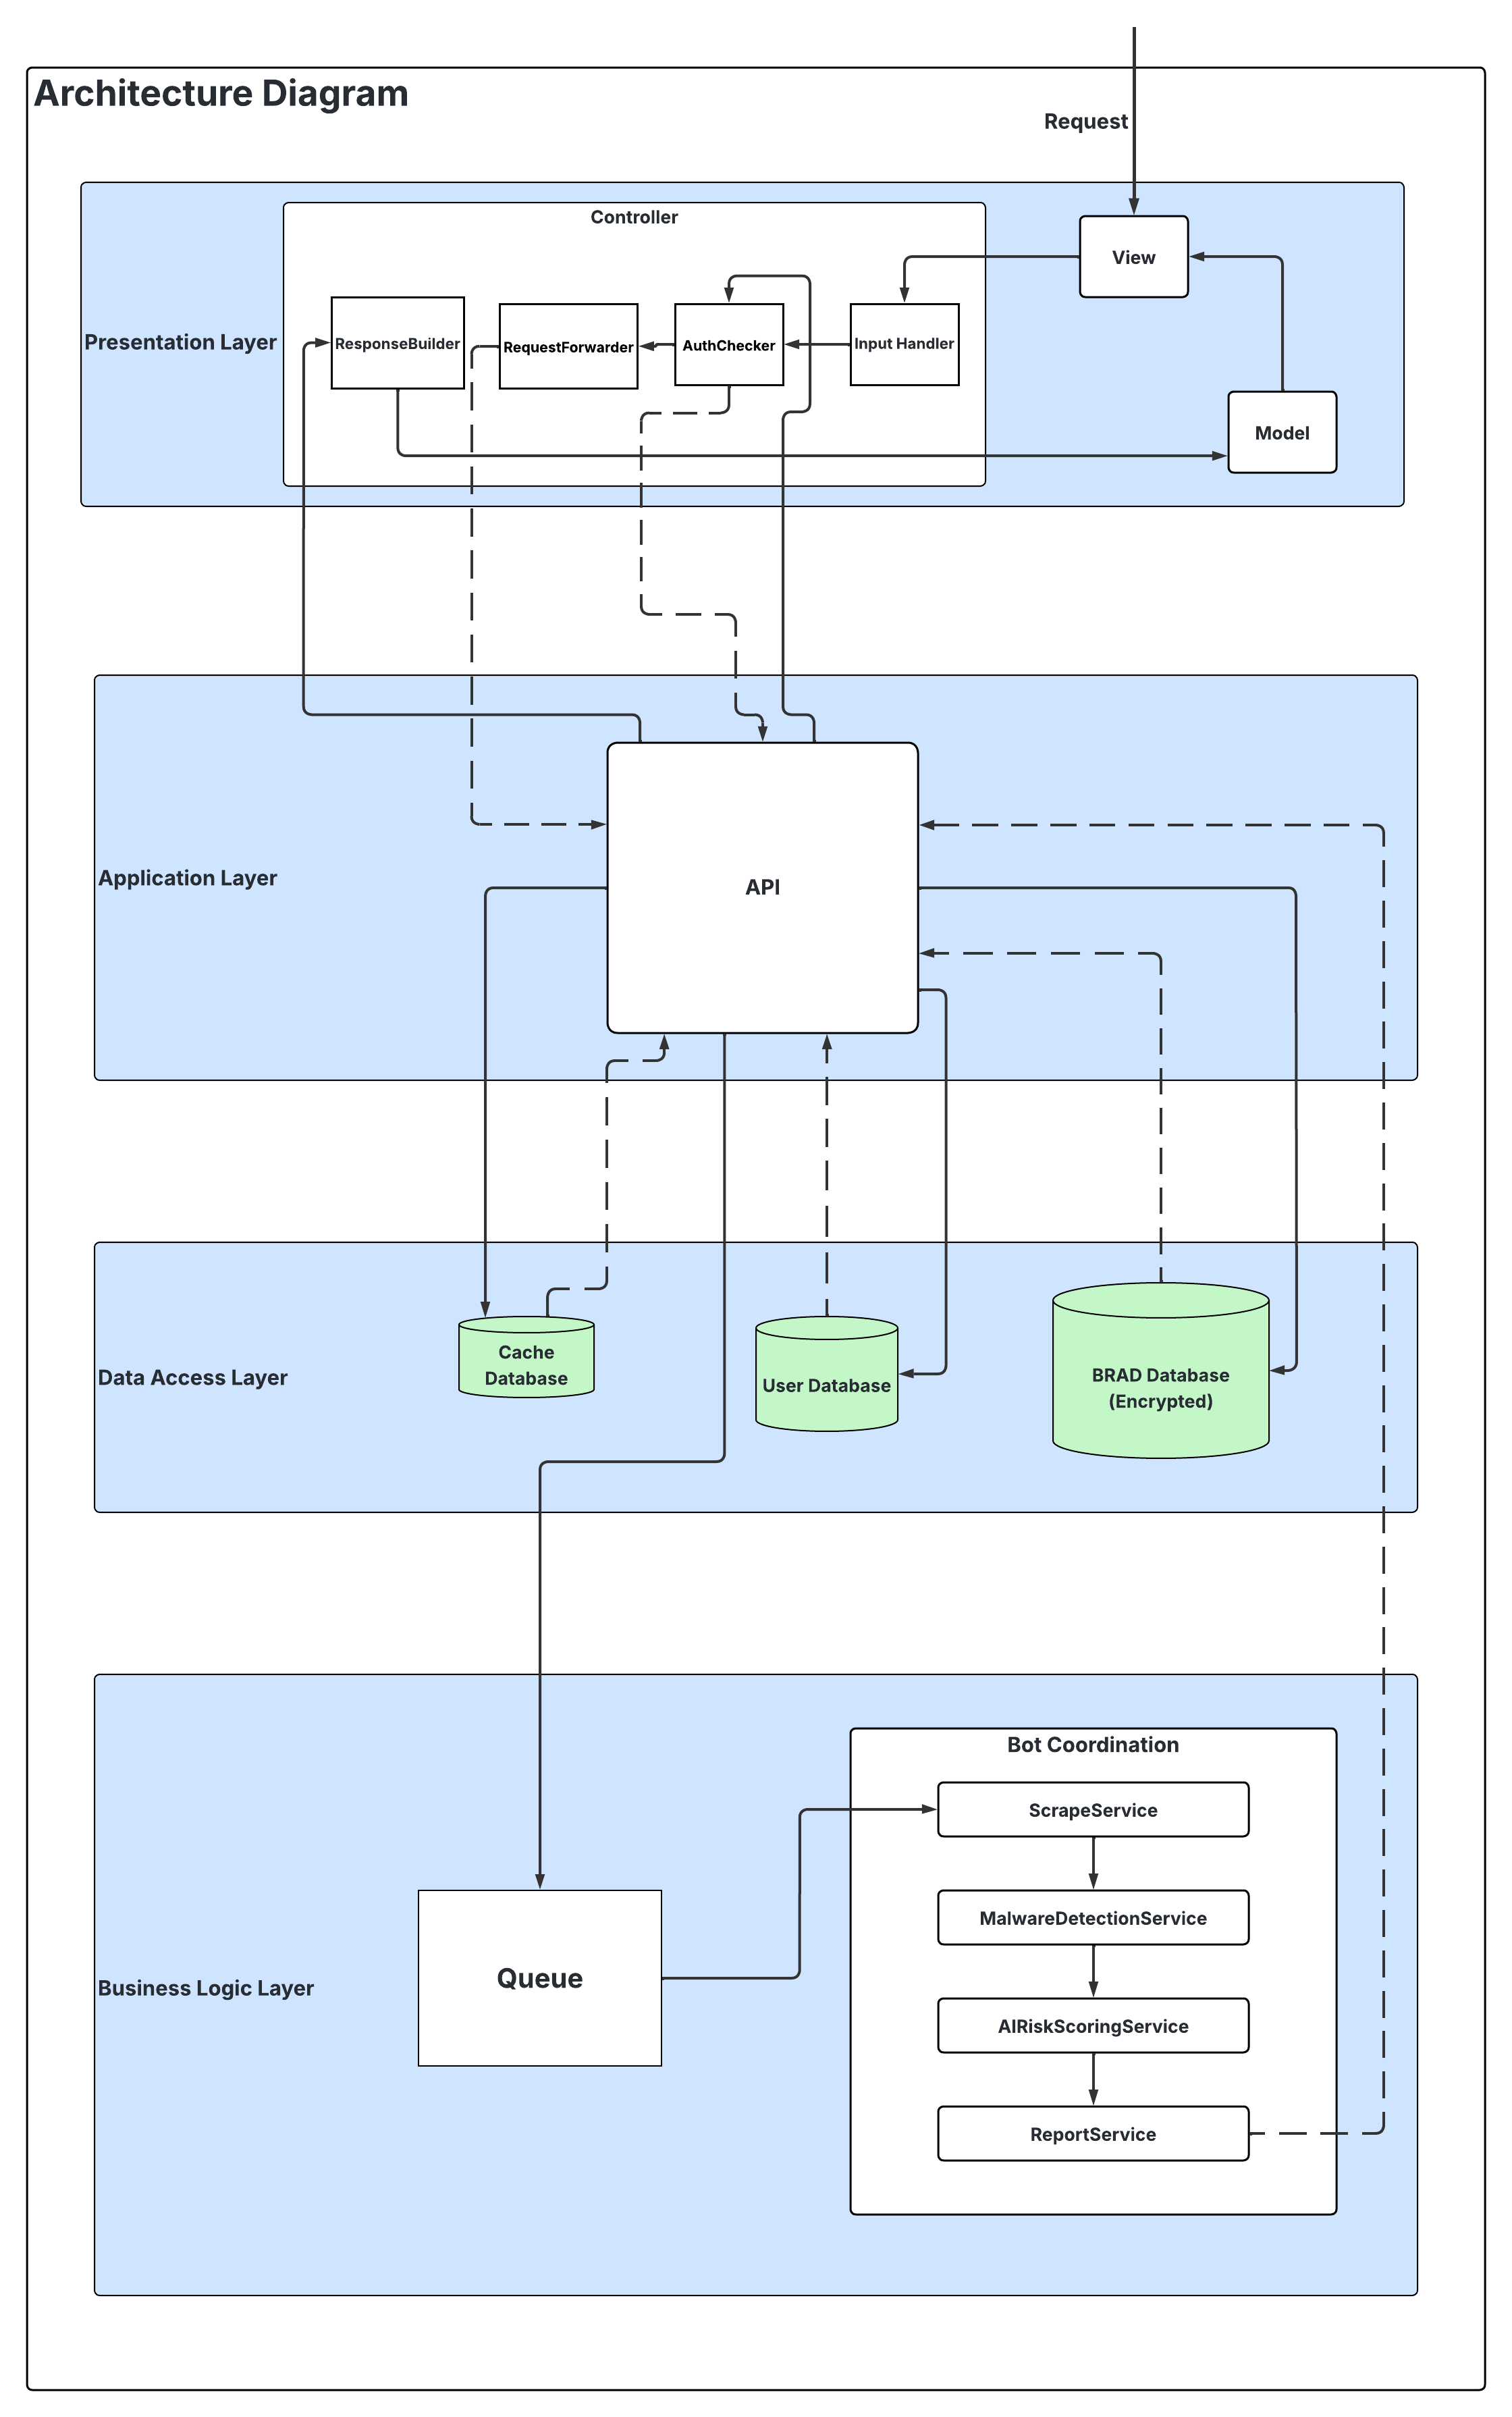 Architecture Diagram
Request
Controller
View
Presentation Layer
ResponseBuilder
RequestForwarder
AuthChecker
Input Handler
Model
Application Layer
API
Data Access Layer
Cache
Database
User Database
BRAD Database
(Encrypted)
Business Logic Layer
Queue
Bot Coordination
ScrapeService
MalwareDetectionService
AIRiskScoringService
ReportService